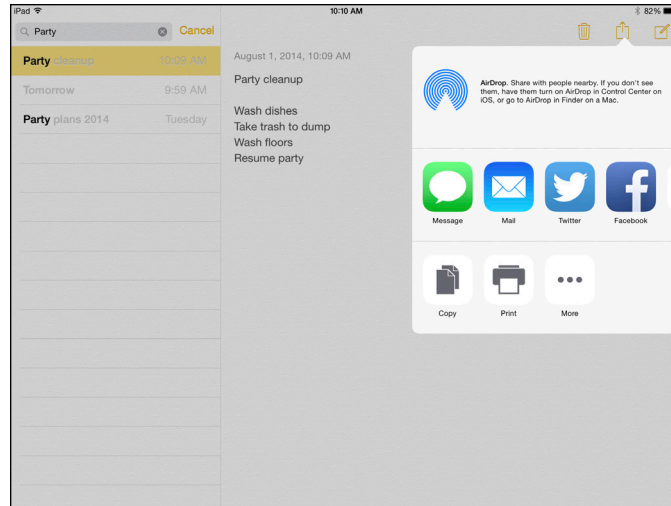 iPad
10:10 AM
82%
Party
Cancel
Party cleanup
10:09 AM
Tomorrow
9:59 AM
Party plans 2014
Tuesday
August 1, 2014, 10:09 AM
Party cleanup
Wash dishes
Take trash to dump
Wash floors
Resume party
AirDrop. Share with people nearby. If you don't see
them, have them turn on AirDrop in Control Center on
iOS, or go to AirDrop in Finder on a Mac.
Message
Mail
Twitter
Facebook
Copy
Print
More